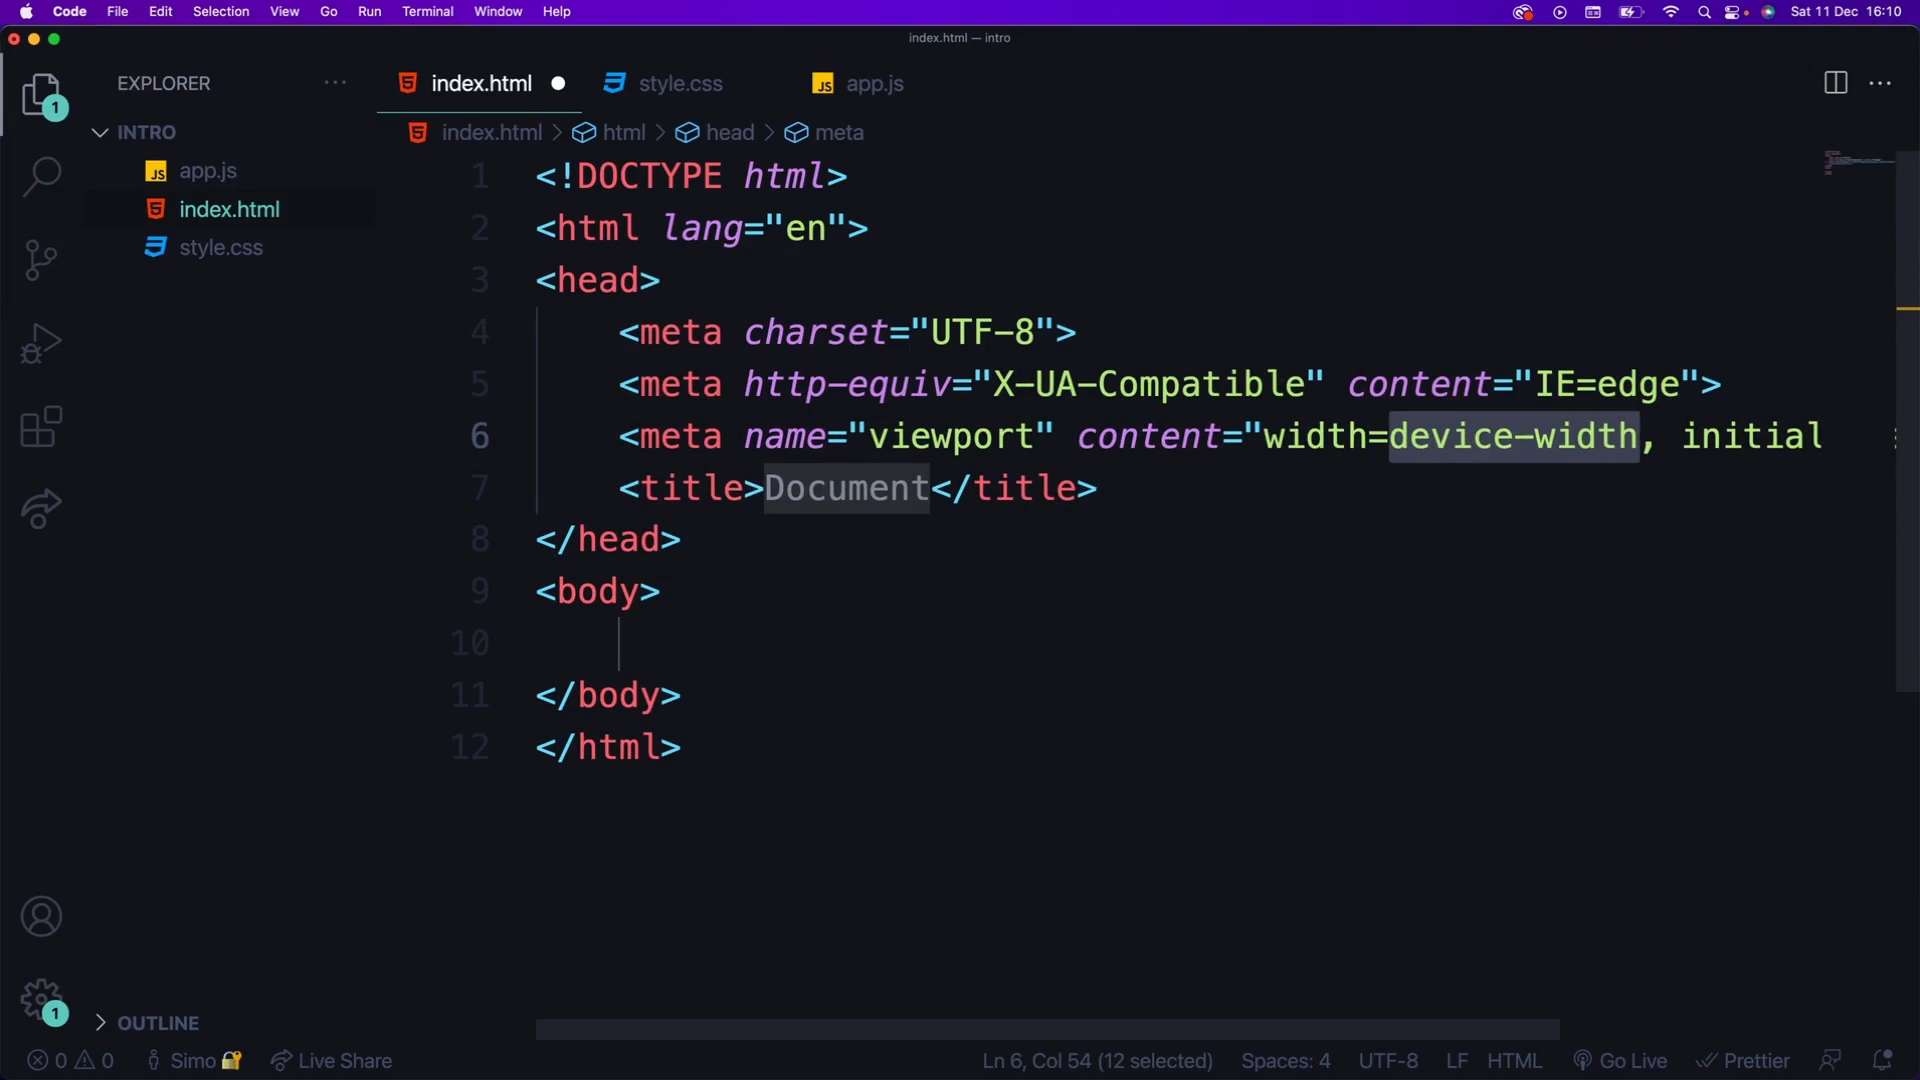 Code File Edit Selection View Go Run Terminal Window Help Sat 11 Dec 16:10
index.html — intro
EXPLORER
index.html style.css JS app.js
1
INTRO
index.html > html > head > meta
JS app.js
index.html
style.css
1 <!DOCTYPE html>
2 <html lang="en">
3 <head>
4 <meta charset="UTF-8">
5 <meta http-equiv="X-UA-Compatible" content="IE=edge">
6 <meta name="viewport" content="width=device-width, initial
7 <title>Document</title>
8 </head>
9 <body>
10
11 </body>
12 </html>
1
OUTLINE
0 0 Simo Live Share Ln 6, Col 54 (12 selected) Spaces: 4 UTF-8 LF HTML Go Live Prettier